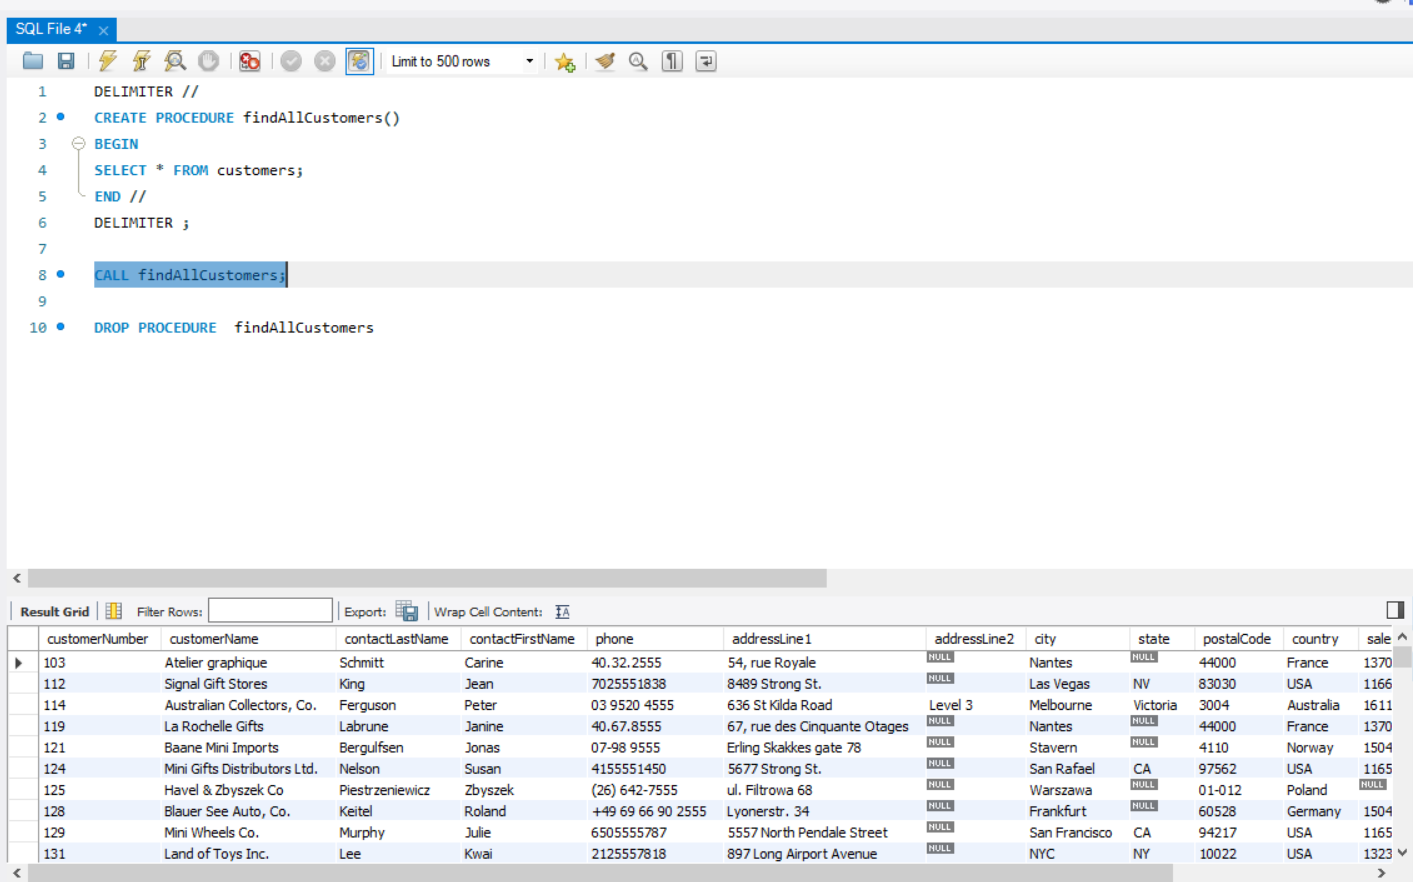 SQL File 4*
Limit to 500 rows
1 DELIMITER //
2 CREATE PROCEDURE findAllCustomers()
3 BEGIN
4 SELECT * FROM customers;
5 END //
6 DELIMITER ;
7
8 CALL findAllCustomers;
9
10 DROP PROCEDURE  findAllCustomers
Result Grid Filter Rows: Export: Wrap Cell Content:
customerNumber customerName contactLastName contactFirstName phone addressLine1 addressLine2 city state postalCode country sale
103 Atelier graphique Schmitt Carine 40.32.2555 54, rue Royale NULL Nantes NULL 44000 France 1370
112 Signal Gift Stores King Jean 7025551838 8489 Strong St. NULL Las Vegas NV 83030 USA 1166
114 Australian Collectors, Co. Ferguson Peter 03 9520 4555 636 St Kilda Road Level 3 Melbourne Victoria 3004 Australia 1611
119 La Rochelle Gifts Labrune Janine 40.67.8555 67, rue des Cinquante Otages NULL Nantes NULL 44000 France 1370
121 Baane Mini Imports Bergulfsen Jonas 07-98 9555 Erling Skakkes gate 78 NULL Stavern NULL 4110 Norway 1504
124 Mini Gifts Distributors Ltd. Nelson Susan 4155551450 5677 Strong St. NULL San Rafael CA 97562 USA 1165
125 Havel & Zbyszek Co Piestrzeniewicz Zbyszek (26) 642-7555 ul. Filtrowa 68 NULL Warszawa NULL 01-012 Poland NULL
128 Blauer See Auto, Co. Keitel Roland +49 69 66 90 2555 Lyonerstr. 34 NULL Frankfurt NULL 60528 Germany 1504
129 Mini Wheels Co. Murphy Julie 6505555787 5557 North Pendale Street NULL San Francisco CA 94217 USA 1165
131 Land of Toys Inc. Lee Kwai 2125557818 897 Long Airport Avenue NULL NYC NY 10022 USA 1323